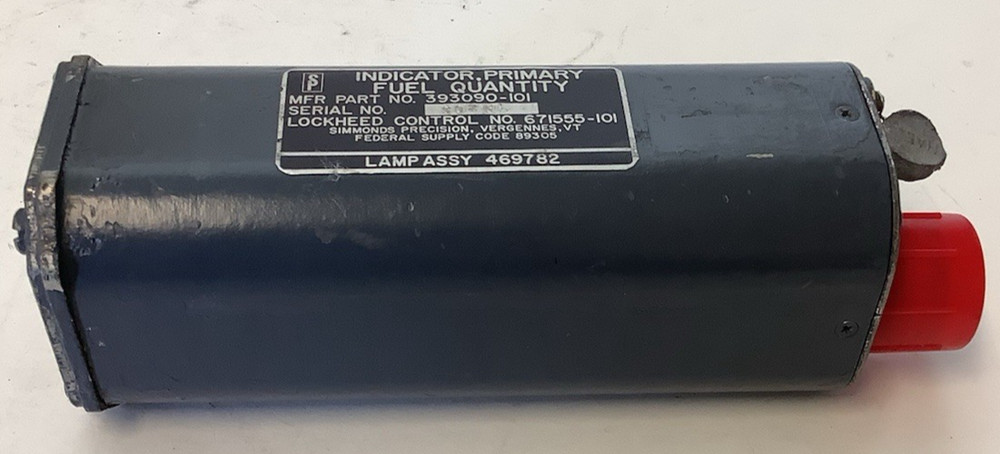 SP
INDICATOR, PRIMARY
FUEL QUANTITY
MFR PART NO. 393090-101
SERIAL NO.
LOCKHEED CONTROL NO. 671555-101
SIMMONDS PRECISION, VERGENNES, VT
FEDERAL SUPPLY CODE 89305
LAMP ASSY 469782